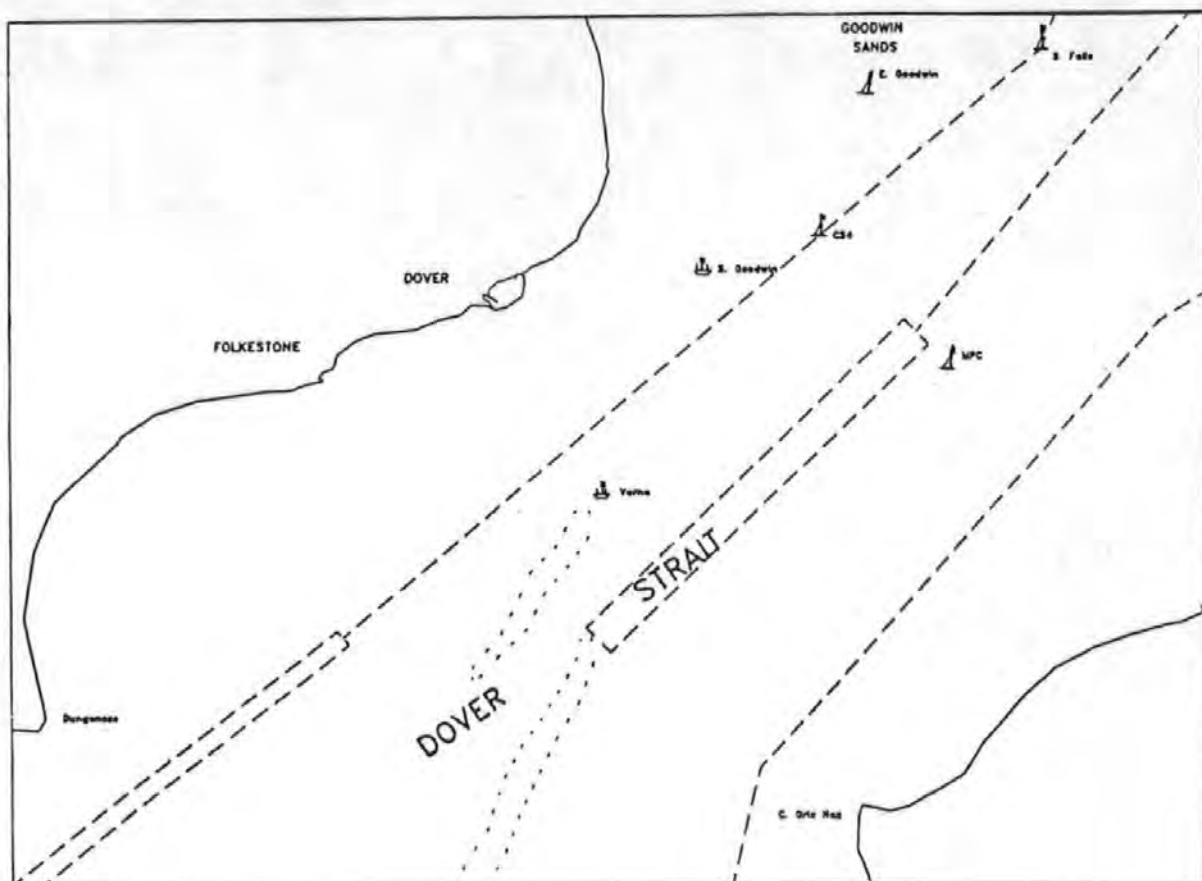 GOODWIN
SANDS
S. Falls
E. Goodwin
CS4
S. Goodwin
DOVER
FOLKESTONE
MPC
Varne
STRAIT
DOVER
Dungeness
C. Gris Nez